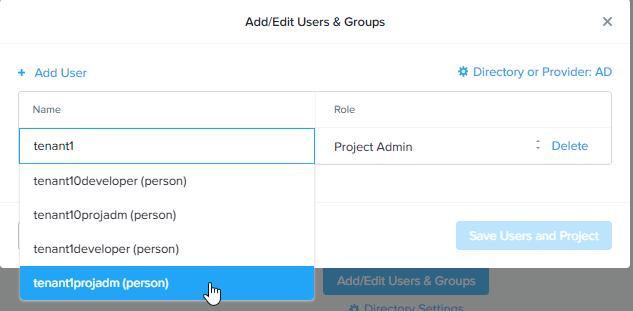 Add/Edit Users & Groups
+ Add User
Directory or Provider: AD
Name
Role
tenant1
Project Admin
Delete
tenant10developer (person)
tenant10projadm (person)
tenant1developer (person)
tenant1projadm (person)
Save Users and Project
Add/Edit Users & Groups
Directory Settings